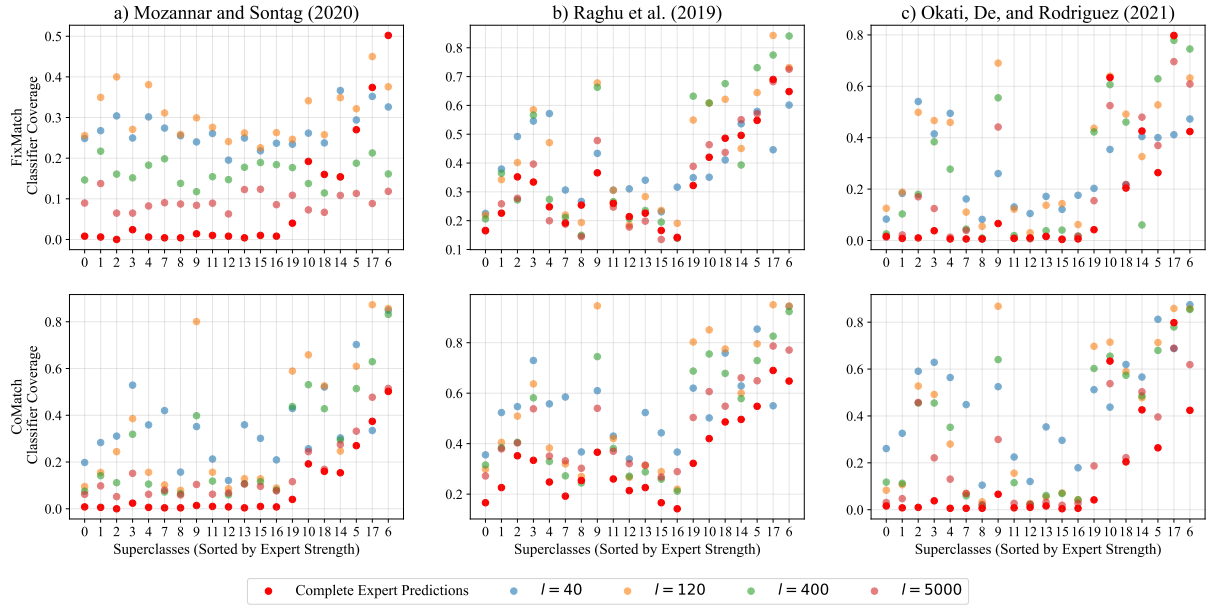 a) Mozannar and Sontag (2020)
b) Raghu et al. (2019)
c) Okati, De, and Rodriguez (2021)
FixMatch
Classifier Coverage
0.5
0.4
0.3
0.2
0.1
0.0
0 1 2 3 4 7 8 9 11 12 13 15 16 19 10 18 14 5 17 6
0.8
0.7
0.6
0.5
0.4
0.3
0.2
0.1
0 1 2 3 4 5 7 8 9 11 12 13 15 16 19 10 18 14 5 17 6
0.8
0.6
0.4
0.2
0.0
0 1 2 3 4 7 8 9 11 12 13 15 16 19 10 18 14 5 17 6
CoMatch
Classifier Coverage
0.8
0.6
0.4
0.2
0.0
0 1 2 3 4 7 8 9 11 12 13 15 16 19 10 18 14 5 17 6
Superclasses (Sorted by Expert Strength)
0.8
0.6
0.4
0.2
0 1 2 3 4 7 8 9 11 12 13 15 16 19 10 18 14 5 17 6
Superclasses (Sorted by Expert Strength)
0.8
0.6
0.4
0.2
0.0
0 1 2 3 4 7 8 9 11 12 13 15 16 19 10 18 14 5 17 6
Superclasses (Sorted by Expert Strength)
Complete Expert Predictions l = 40 l = 120 l = 400 l = 5000